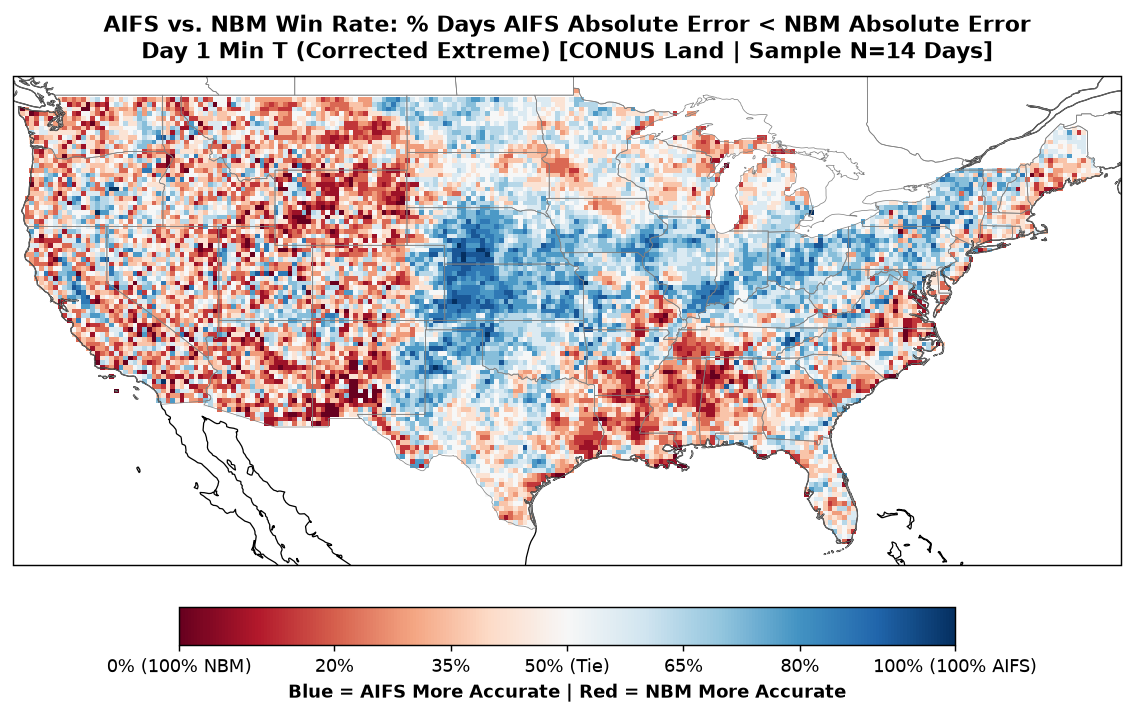 AIFS vs. NBM Win Rate: % Days AIFS Absolute Error < NBM Absolute Error
Day 1 Min T (Corrected Extreme) [CONUS Land | Sample N=14 Days]
0% (100% NBM) 20% 35% 50% (Tie) 65% 80% 100% (100% AIFS)
Blue = AIFS More Accurate | Red = NBM More Accurate